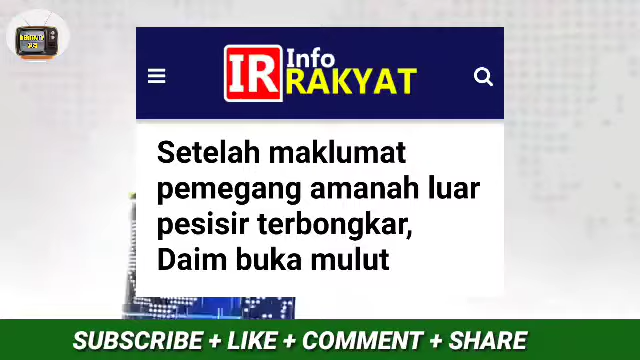 IR Info
RAKYAT
Setelah maklumat
pemegang amanah luar
pesisir terbongkar,
Daim buka mulut
SUBSCRIBE + LIKE + COMMENT + SHARE